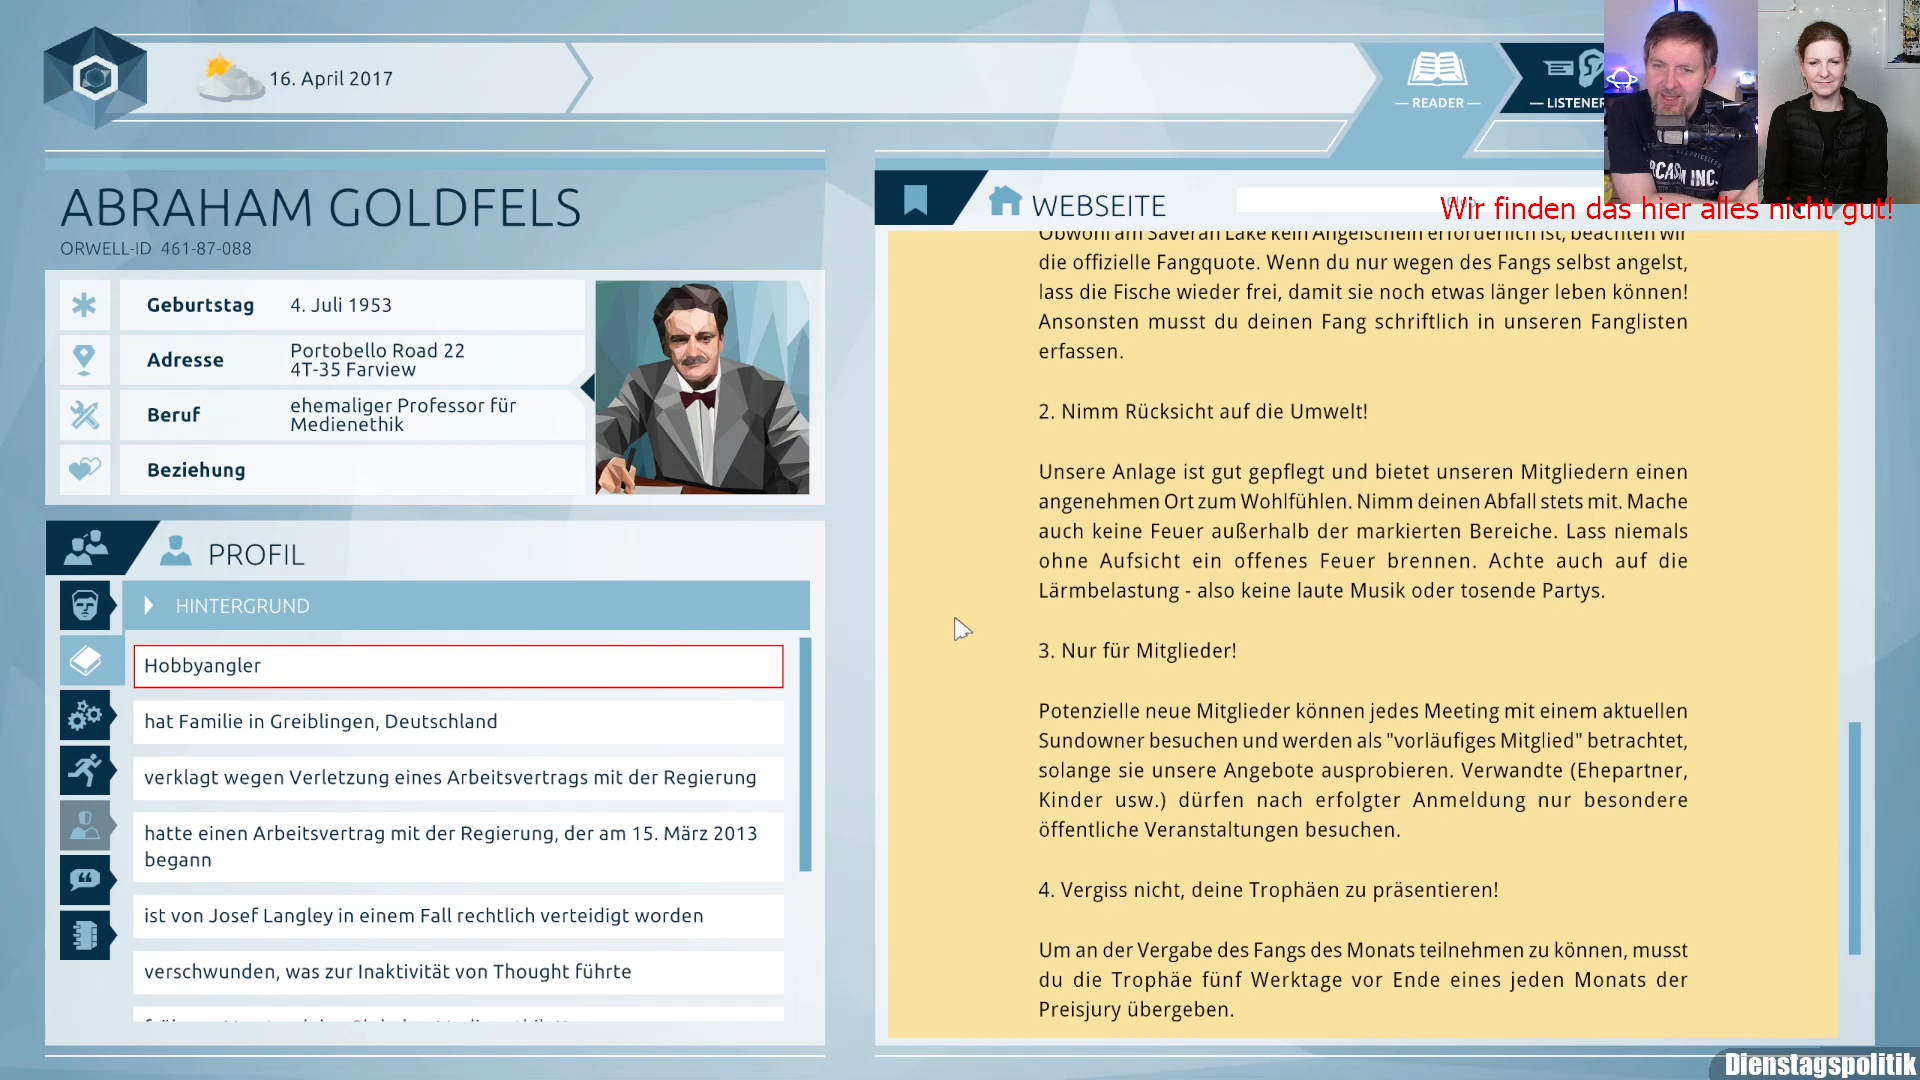 16. April 2017
READER
LISTENER
ABRAHAM GOLDFELS
ORWELL-ID 461-87-088
Geburtstag 4. Juli 1953
Adresse Portobello Road 22
4T-35 Farview
Beruf ehemaliger Professor für
Medienethik
Beziehung
PROFIL
HINTERGRUND
Hobbyangler
hat Familie in Greiblingen, Deutschland
verklagt wegen Verletzung eines Arbeitsvertrags mit der Regierung
hatte einen Arbeitsvertrag mit der Regierung, der am 15. März 2013
begann
ist von Josef Langley in einem Fall rechtlich verteidigt worden
verschwunden, was zur Inaktivität von Thought führte
WEBSEITE
Wir finden das hier alles nicht gut!
Obwohl am Saveran Lake kein Angelschein erforderlich ist, beachten wir
die offizielle Fangquote. Wenn du nur wegen des Fangs selbst angelst,
lass die Fische wieder frei, damit sie noch etwas länger leben können!
Ansonsten musst du deinen Fang schriftlich in unseren Fanglisten
erfassen.
2. Nimm Rücksicht auf die Umwelt!
Unsere Anlage ist gut gepflegt und bietet unseren Mitgliedern einen
angenehmen Ort zum Wohlfühlen. Nimm deinen Abfall stets mit. Mache
auch keine Feuer außerhalb der markierten Bereiche. Lass niemals
ohne Aufsicht ein offenes Feuer brennen. Achte auch auf die
Lärmbelastung - also keine laute Musik oder tosende Partys.
3. Nur für Mitglieder!
Potenzielle neue Mitglieder können jedes Meeting mit einem aktuellen
Sundowner besuchen und werden als "vorläufiges Mitglied" betrachtet,
solange sie unsere Angebote ausprobieren. Verwandte (Ehepartner,
Kinder usw.) dürfen nach erfolgter Anmeldung nur besondere
öffentliche Veranstaltungen besuchen.
4. Vergiss nicht, deine Trophäen zu präsentieren!
Um an der Vergabe des Fangs des Monats teilnehmen zu können, musst
du die Trophäe fünf Werktage vor Ende eines jeden Monats der
Preisjury übergeben.
Dienstagspolitik